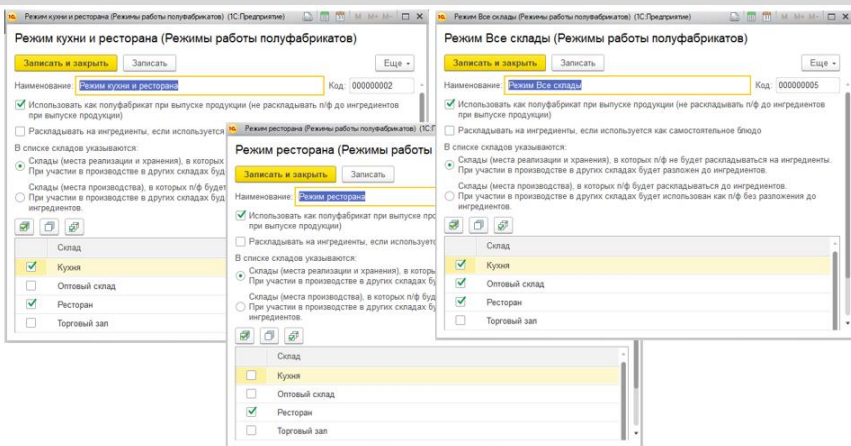 Режим кухни и ресторана (Режимы работы полуфабрикатов) (1С:Предприятие)
M M+ M-
Режим кухни и ресторана (Режимы работы полуфабрикатов)
Записать и закрыть
Записать
Еще
Наименование: Режим кухни и ресторана
Код: 000000002
Использовать как полуфабрикат при выпуске продукции (не раскладывать п/ф до ингредиентов
при выпуске продукции)
Раскладывать на ингредиенты, если используется
В списке складов указываются:
Склады (места реализации и хранения), в которых
При участии в производстве в других складах буд
Склады (места производства), в которых п/ф будет
При участии в производстве в других складах буд
ингредиентов.
Склад
Кухня
Оптовый склад
Ресторан
Торговый зал
Режим ресторана (Режимы работы полуфабрикатов) (1С:П
Режим ресторана (Режимы работы
Записать и закрыть
Записать
Наименование: Режим ресторана
Использовать как полуфабрикат при выпуске про
при выпуске продукции)
Раскладывать на ингредиенты, если используетс
В списке складов указываются:
Склады (места реализации и хранения), в которь
При участии в производстве в других складах бу
Склады (места производства), в которых п/ф буд
При участии в производстве в других складах бу
ингредиентов.
Склад
Кухня
Оптовый склад
Ресторан
Торговый зал
Режим Все склады (Режимы работы полуфабрикатов) (1С:Предприятие)
M M+ M-
Режим Все склады (Режимы работы полуфабрикатов)
Записать и закрыть
Записать
Еще
Наименование: Режим Все склады
Код: 000000005
Использовать как полуфабрикат при выпуске продукции (не раскладывать п/ф до ингредиентов
при выпуске продукции)
Раскладывать на ингредиенты, если используется как самостоятельное блюдо
В списке складов указываются:
Склады (места реализации и хранения), в которых п/ф не будет раскладываться на ингредиенты.
При участии в производстве в других складах будет разложен до ингредиентов.
Склады (места производства), в которых п/ф будет раскладываться до ингредиентов.
При участии в производстве в других складах будет использован как п/ф без разложения до
ингредиентов.
Склад
Кухня
Оптовый склад
Ресторан
Торговый зал